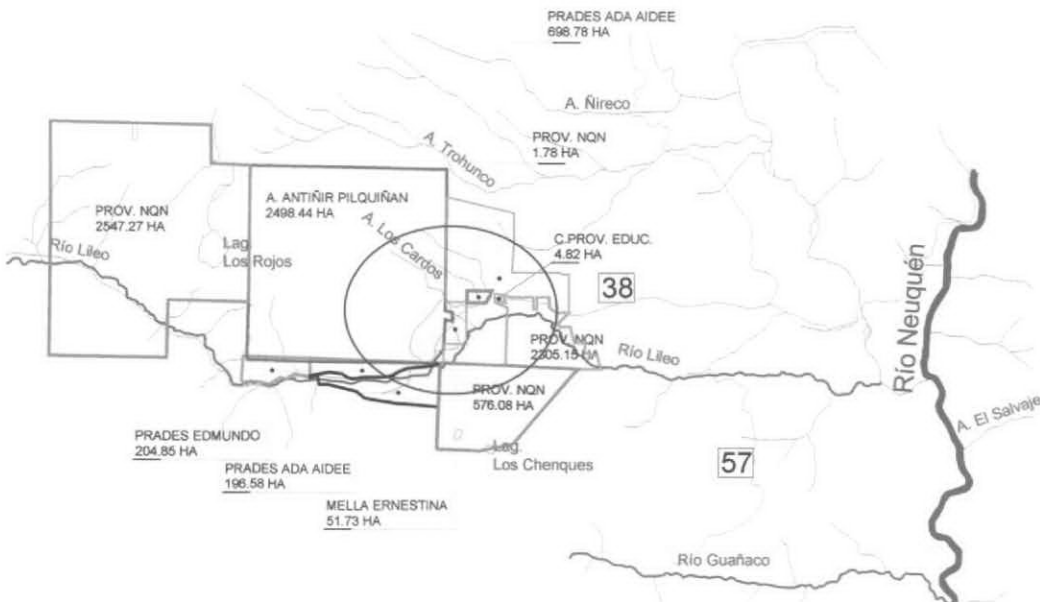 PRADES ADA AIDEE
698.78 HA
A. Ñireco
PROV. NQN
1.78 HA
A. Trohunco
A. ANTIÑIR PILQUIÑAN
2498.44 HA
PROV. NQN
2547.27 HA
Río Lileo
Lag.
Los Rojos
A. Los Cardos
C.PROV. EDUC.
4.82 HA
38
Río Neuquén
PROV. NQN
2305.15 HA
Río Lileo
PROV. NQN
576.08 HA
A. El Salvaje
PRADES EDMUNDO
204.85 HA
Lag.
Los Chenques
57
PRADES ADA AIDEE
196.58 HA
MELLA ERNESTINA
51.73 HA
Río Guañaco